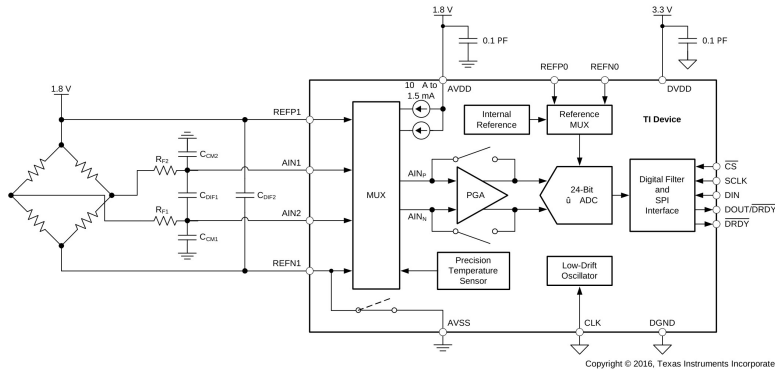 1.8 V
3.3 V
0.1 PF
0.1 PF
1.8 V
10 A to
1.5 mA
AVDD
REFP0
REFN0
DVDD
REFP1
Internal
Reference
Reference
MUX
TI Device
CCM2
RF2
AIN1
CDIF1
CDIF2
MUX
AINP
PGA
24-Bit
û ADC
Digital Filter
and
SPI
Interface
CS
SCLK
DIN
DOUT/DRDY
DRDY
RF1
AIN2
AINN
CCM1
REFN1
Precision
Temperature
Sensor
Low-Drift
Oscillator
AVSS
CLK
DGND
Copyright © 2016, Texas Instruments Incorporate